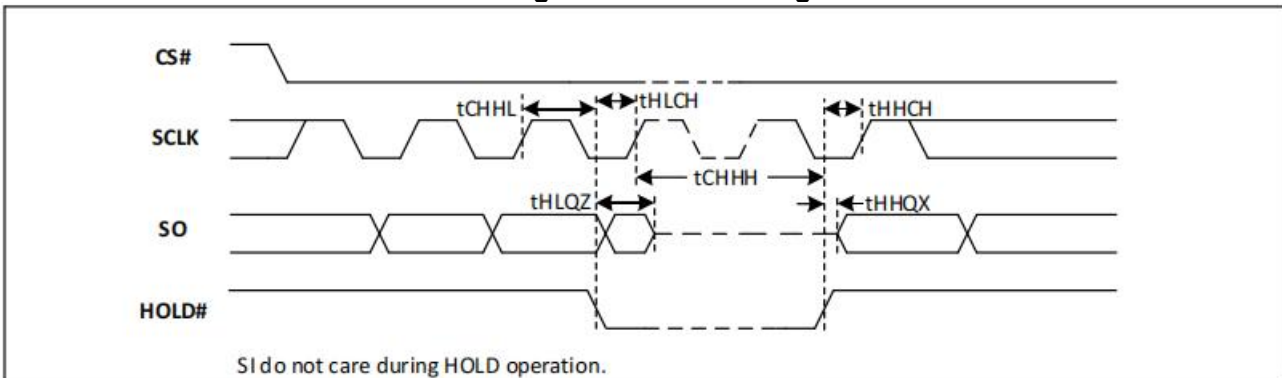 CS#
tCHHL
tHLCH
tHHCH
SCLK
tCHHH
tHLQZ
tHHQX
SO
HOLD#
SI do not care during HOLD operation.